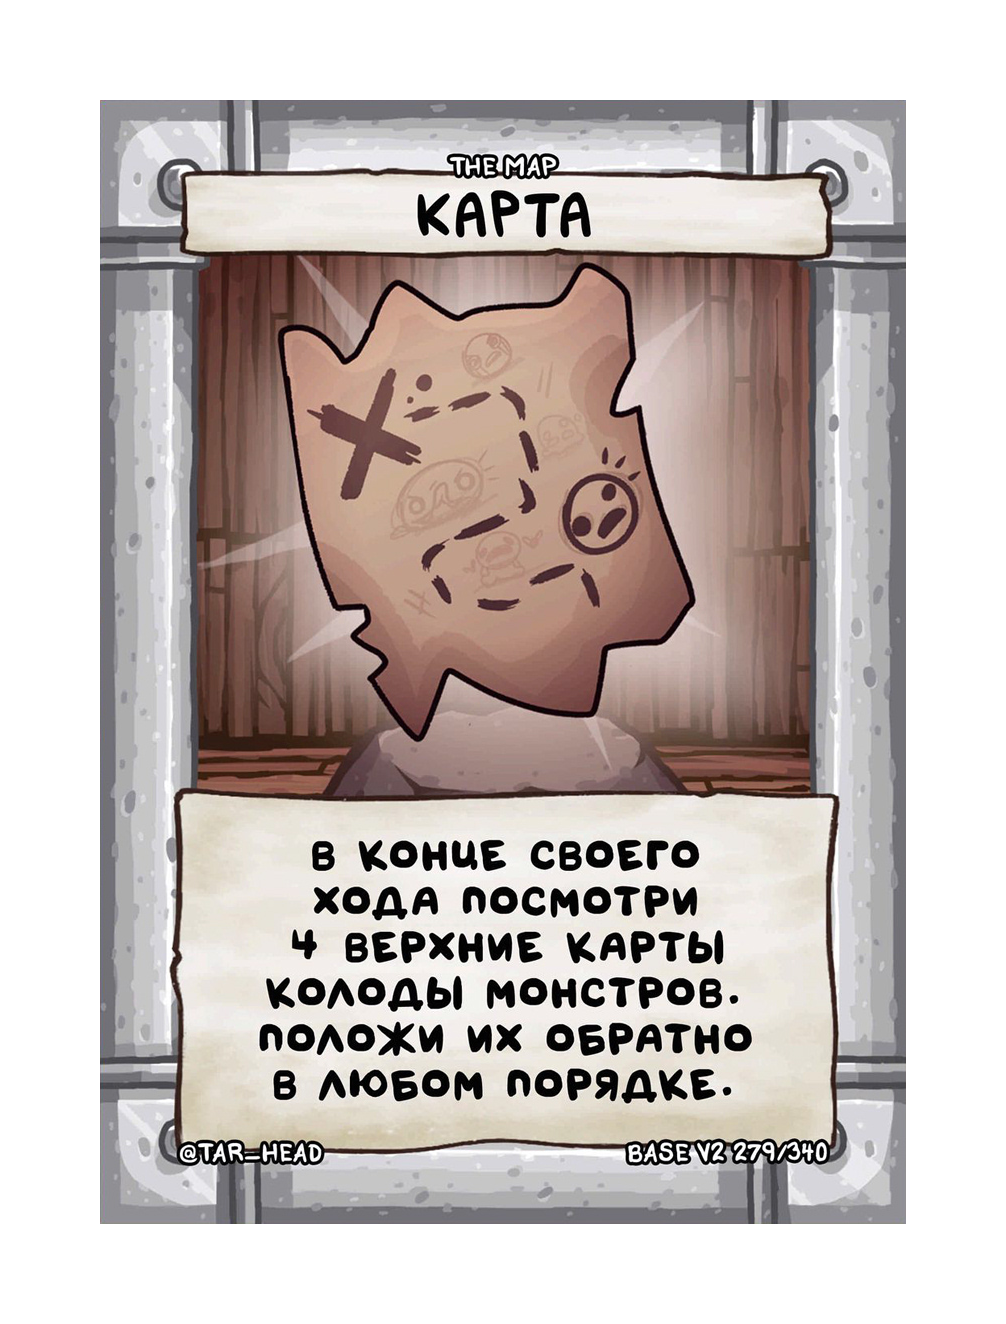 THE MAP
КАРТА
В КОНЦЕ СВОЕГО
ХОДА ПОСМОТРИ
4 ВЕРХНИЕ КАРТЫ
КОЛОДЫ МОНСТРОВ.
ПОЛОЖИ ИХ ОБРАТНО
В ЛЮБОМ ПОРЯДКЕ.
@TAR_HEAD
BASE V2 279/340